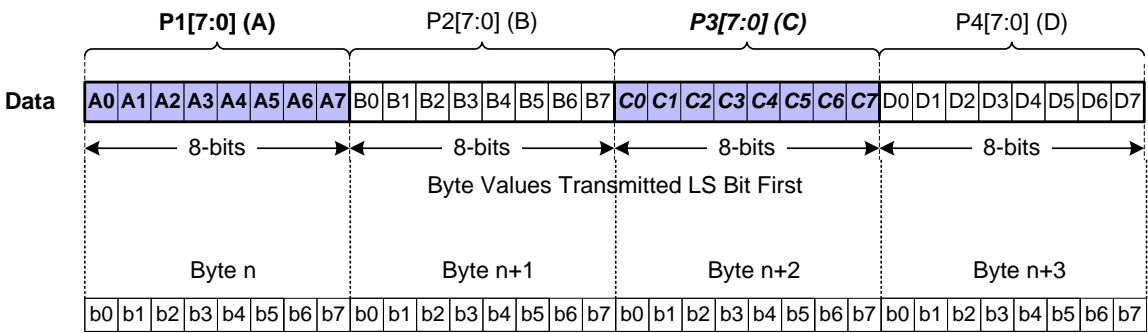 P1[7:0] (A) P2[7:0] (B) P3[7:0] (C) P4[7:0] (D)
Data A0 A1 A2 A3 A4 A5 A6 A7 B0 B1 B2 B3 B4 B5 B6 B7 C0 C1 C2 C3 C4 C5 C6 C7 D0 D1 D2 D3 D4 D5 D6 D7
8-bits 8-bits 8-bits 8-bits
Byte Values Transmitted LS Bit First
Byte n Byte n+1 Byte n+2 Byte n+3
b0 b1 b2 b3 b4 b5 b6 b7 b0 b1 b2 b3 b4 b5 b6 b7 b0 b1 b2 b3 b4 b5 b6 b7 b0 b1 b2 b3 b4 b5 b6 b7